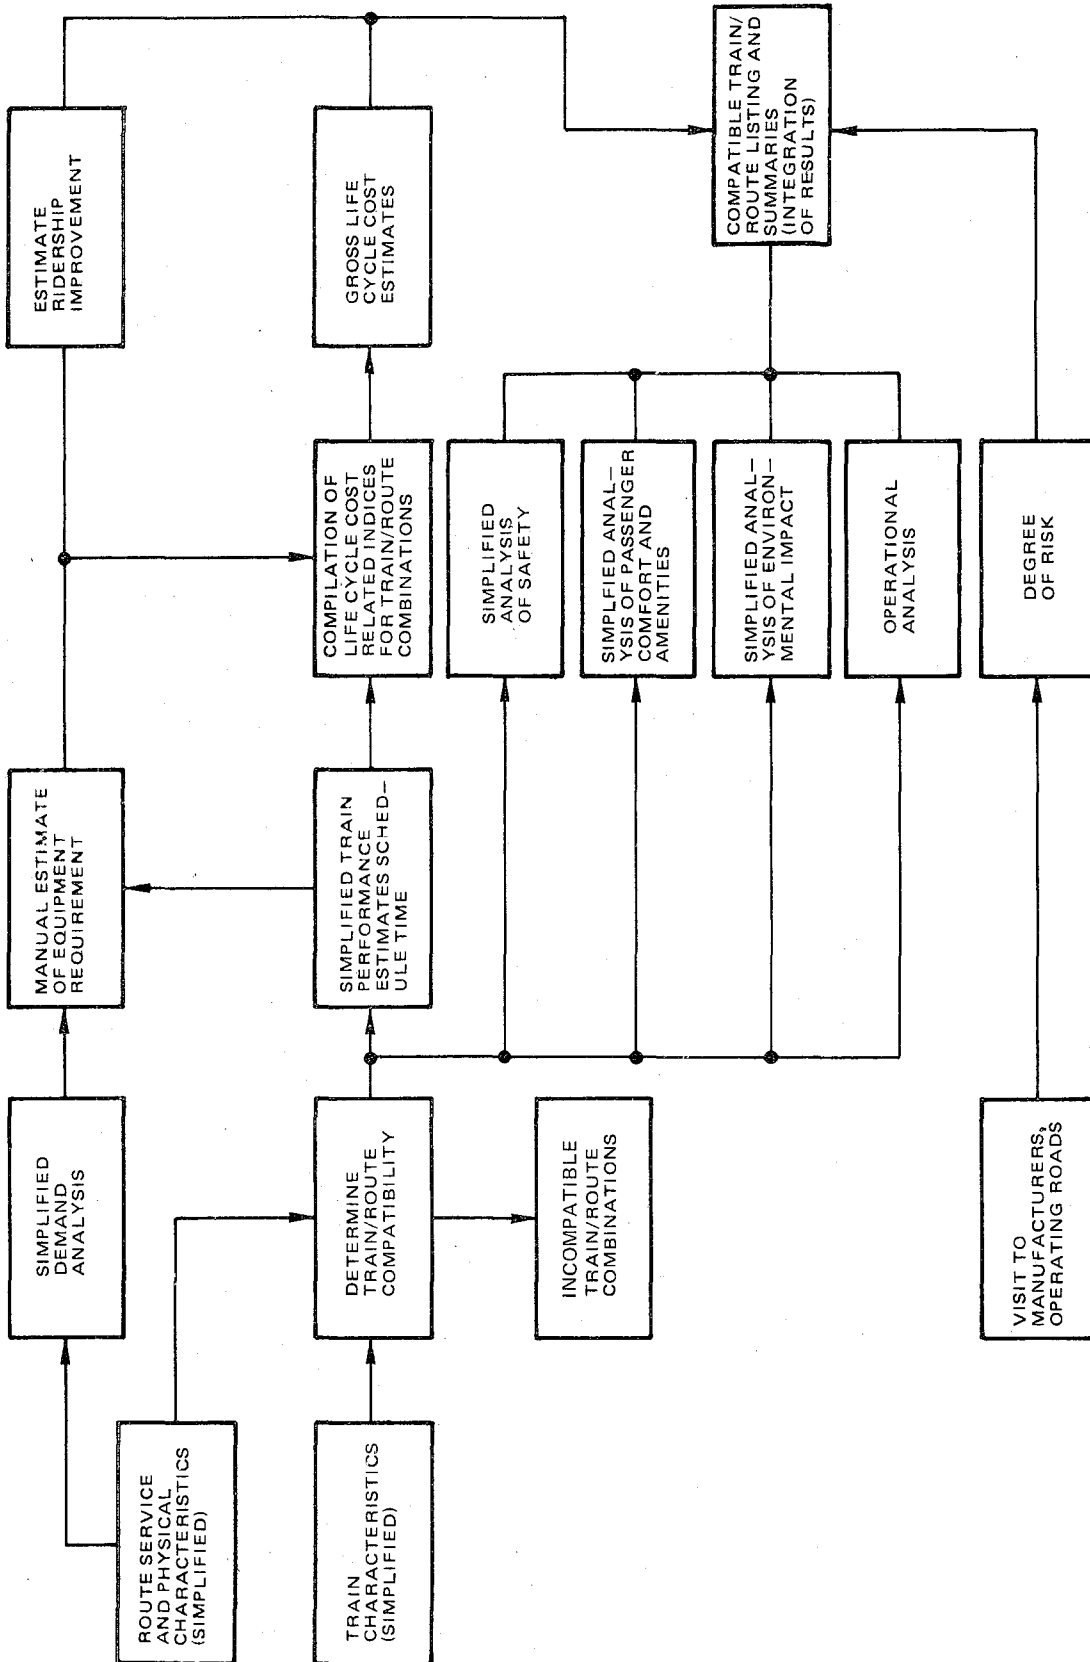 ROUTE SERVICE
AND PHYSICAL
CHARACTERISTICS
(SIMPLIFIED)
TRAIN
CHARACTERISTICS
(SIMPLIFIED)
SIMPLIFIED
DEMAND
ANALYSIS
DETERMINE
TRAIN/ROUTE
COMPATIBILITY
INCOMPATIBLE
TRAIN/ROUTE
COMBINATIONS
VISIT TO
MANUFACTURERS,
OPERATING ROADS
MANUAL ESTIMATE
OF EQUIPMENT
REQUIREMENT
SIMPLIFIED TRAIN
PERFORMANCE
ESTIMATES SCHED—
ULE TIME
COMPILATION OF
LIFE CYCLE COST
RELATED INDICES
FOR TRAIN/ROUTE
COMBINATIONS
SIMPLIFIED
ANALYSIS
OF SAFETY
SIMPLFIED ANAL—
YSIS OF PASSENGER
COMFORT AND
AMENITIES
SIMPLIFIED ANAL—
YSIS OF ENVIRON—
MENTAL IMPACT
OPERATIONAL
ANALYSIS
DEGREE
OF RISK
ESTIMATE
RIDERSHIP
IMPROVEMENT
GROSS LIFE
CYCLE COST
ESTIMATES
COMPATIBLE TRAIN/
ROUTE LISTING AND
SUMMARIES
(INTEGRATION
OF RESULTS)